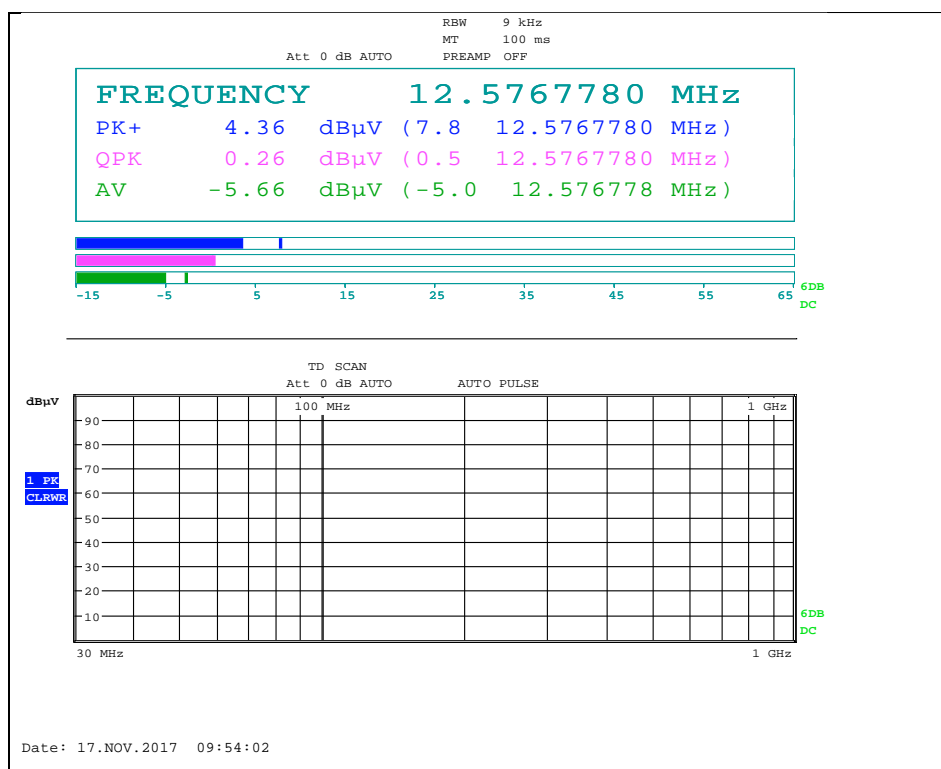 RBW 9 kHz
MT 100 ms
Att 0 dB AUTO PREAMP OFF
FREQUENCY 12.5767780 MHz
PK+ 4.36 dBµV (7.8 12.5767780 MHz)
QPK 0.26 dBµV (0.5 12.5767780 MHz)
AV -5.66 dBµV (-5.0 12.576778 MHz)
-15 -5 5 15 25 35 45 55 65
6DB
DC
TD SCAN
Att 0 dB AUTO AUTO PULSE
dBµV
100 MHz 1 GHz
90
80
70
1 PK
CLRWR
60
50
40
30
20
10
6DB
DC
30 MHz 1 GHz
Date: 17.NOV.2017 09:54:02